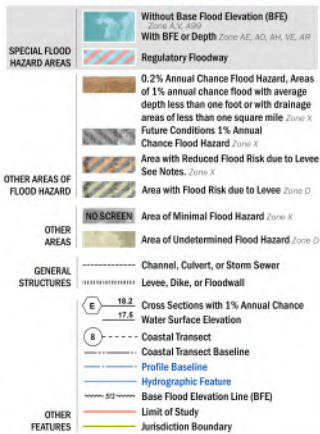 Without Base Flood Elevation (BFE)
Zone A, V, A99
With BFE or Depth Zone AE, AO, AH, VE, AR
SPECIAL FLOOD
HAZARD AREAS
Regulatory Floodway
0.2% Annual Chance Flood Hazard, Areas
of 1% annual chance flood with average
depth less than one foot or with drainage
areas of less than one square mile Zone X
Future Conditions 1% Annual
Chance Flood Hazard Zone X
Area with Reduced Flood Risk due to Levee
See Notes. Zone X
OTHER AREAS OF
FLOOD HAZARD
Area with Flood Risk due to Levee Zone D
NO SCREEN Area of Minimal Flood Hazard Zone X
OTHER
AREAS
Area of Undetermined Flood Hazard Zone D
GENERAL
STRUCTURES
Channel, Culvert, or Storm Sewer
Levee, Dike, or Floodwall
E 18.2 Cross Sections with 1% Annual Chance
17.5 Water Surface Elevation
8 Coastal Transect
Coastal Transect Baseline
Profile Baseline
Hydrographic Feature
513 Base Flood Elevation Line (BFE)
OTHER
FEATURES
Limit of Study
Jurisdiction Boundary